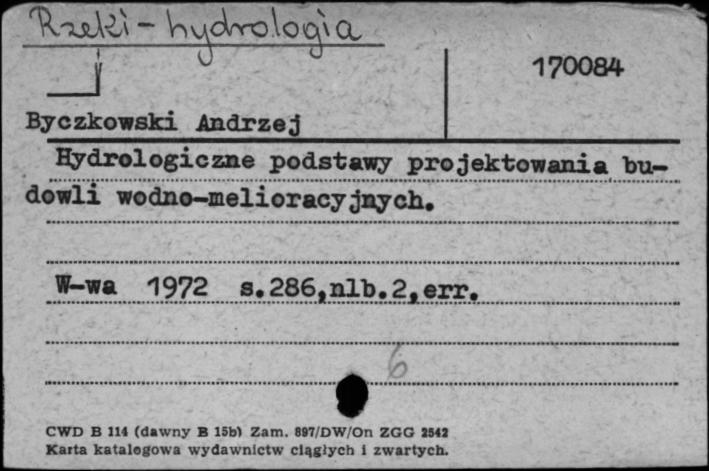 Rzeki - hydrologia
170084
Byczkowski Andrzej
Hydrologiczne podstawy projektowania bu-
dowli wodno-melioracyjnych.
W-wa 1972 s.286,nlb.2,err.
6
CWD B 114 (dawny B 15b) Zam. 897/DW/On ZGG 2542
Karta katalogowa wydawnictw ciągłych i zwartych.